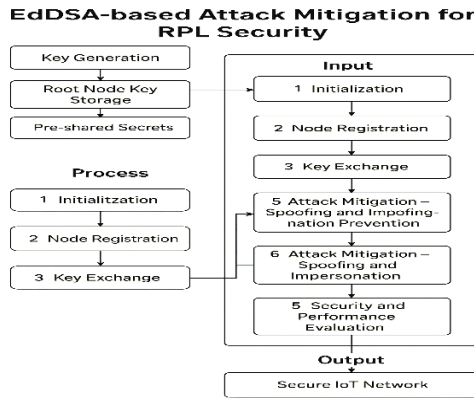 EdDSA-based Attack Mitigation for
RPL Security
Key Generation
Root Node Key
Storage
Pre-shared Secrets
Process
1 Initialitzation
2 Node Registration
3 Key Exchange
Input
1 Initialization
2 Node Registration
3 Key Exchange
5 Attack Mitigation –
Spoofing and Impofing-
nation Prevention
6 Attack Mitigation –
Spoofing and
Impersonation
5 Security and
Performance
Evaluation
Output
Secure IoT Network